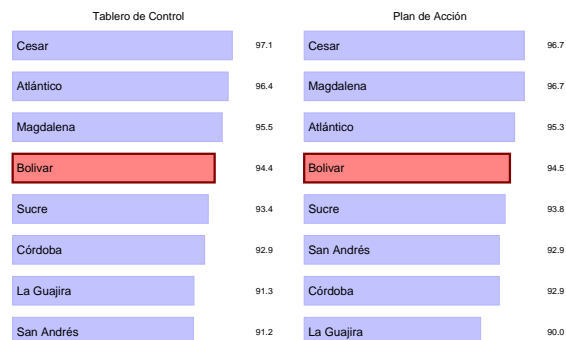 Tablero de Control
Cesar 97.1
Atlántico 96.4
Magdalena 95.5
Bolivar 94.4
Sucre 93.4
Córdoba 92.9
La Guajira 91.3
San Andrés 91.2
Plan de Acción
Cesar 96.7
Magdalena 96.7
Atlántico 95.3
Bolivar 94.5
Sucre 93.8
San Andrés 92.9
Córdoba 92.9
La Guajira 90.0